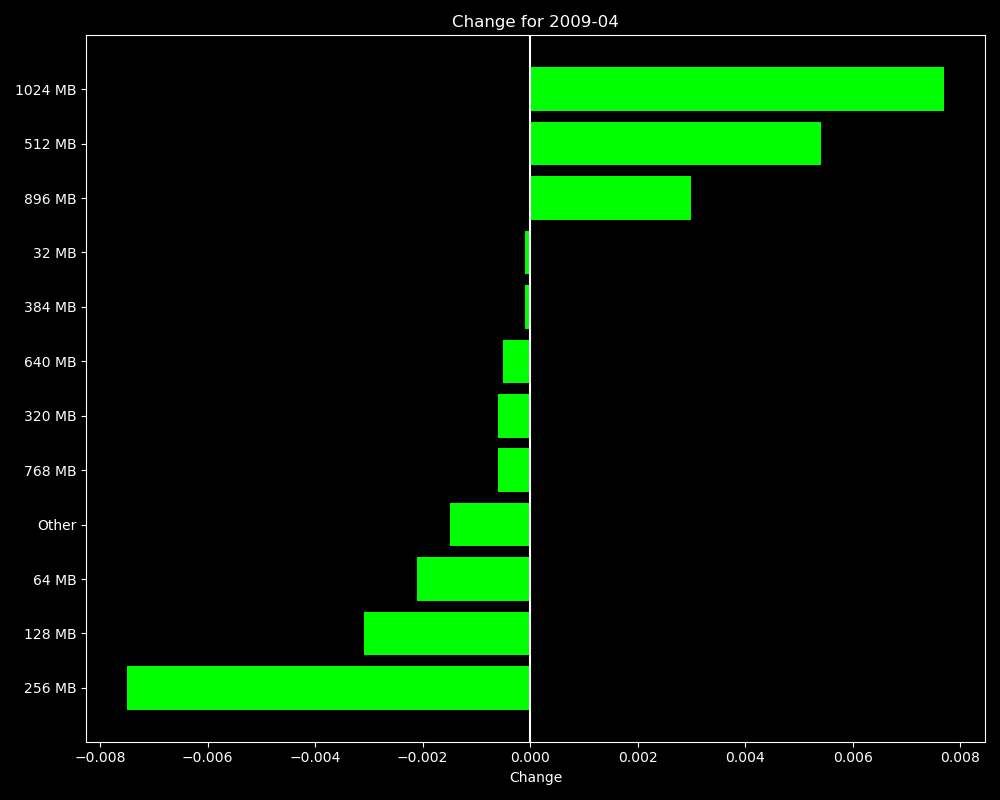 Change for 2009-04
1024 MB
512 MB
896 MB
32 MB
384 MB
640 MB
320 MB
768 MB
Other
64 MB
128 MB
256 MB
−0.008 −0.006 −0.004 −0.002 0.000 0.002 0.004 0.006 0.008
Change